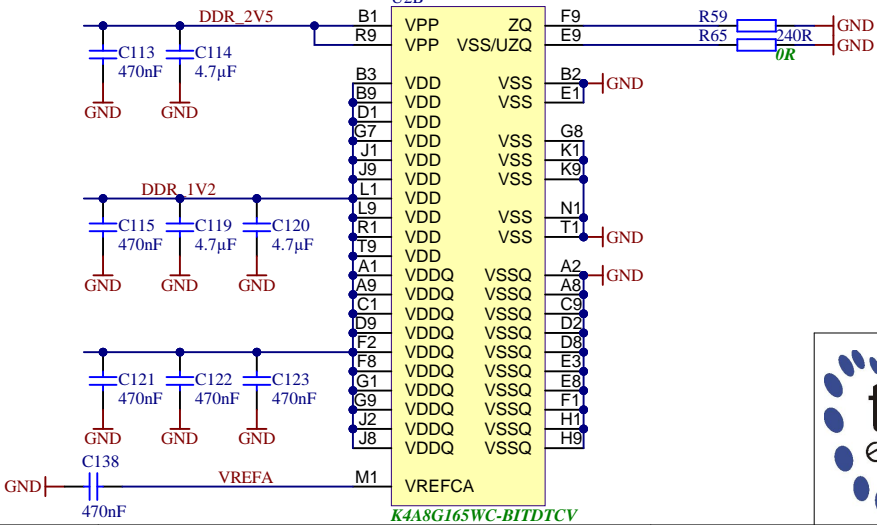 U2B
DDR_2V5 B1 VPP ZQ F9 R59 GND
R9 VPP VSS/UZQ E9 R65 240R GND
0R
C113 C114
470nF 4.7µF
GND GND
B3 VDD VSS B2 GND
B9 VDD VSS E1
D1 VDD
G7 VDD VSS G8
J1 VDD VSS K1
J9 VDD VSS K9
DDR_1V2 L1 VDD
L9 VDD VSS N1
R1 VDD VSS T1 GND
T9 VDD
C115 C119 C120
470nF 4.7µF 4.7µF
GND GND GND
A1 VDDQ VSSQ A2 GND
A9 VDDQ VSSQ A8
C1 VDDQ VSSQ C9
D9 VDDQ VSSQ D2
F2 VDDQ VSSQ D8
F8 VDDQ VSSQ E3
G1 VDDQ VSSQ E8
G9 VDDQ VSSQ F1
J2 VDDQ VSSQ H1
J8 VDDQ VSSQ H9
C121 C122 C123
470nF 470nF 470nF
GND GND GND
C138
GND VREFA M1 VREFCA
470nF
K4A8G165WC-BITDTCV